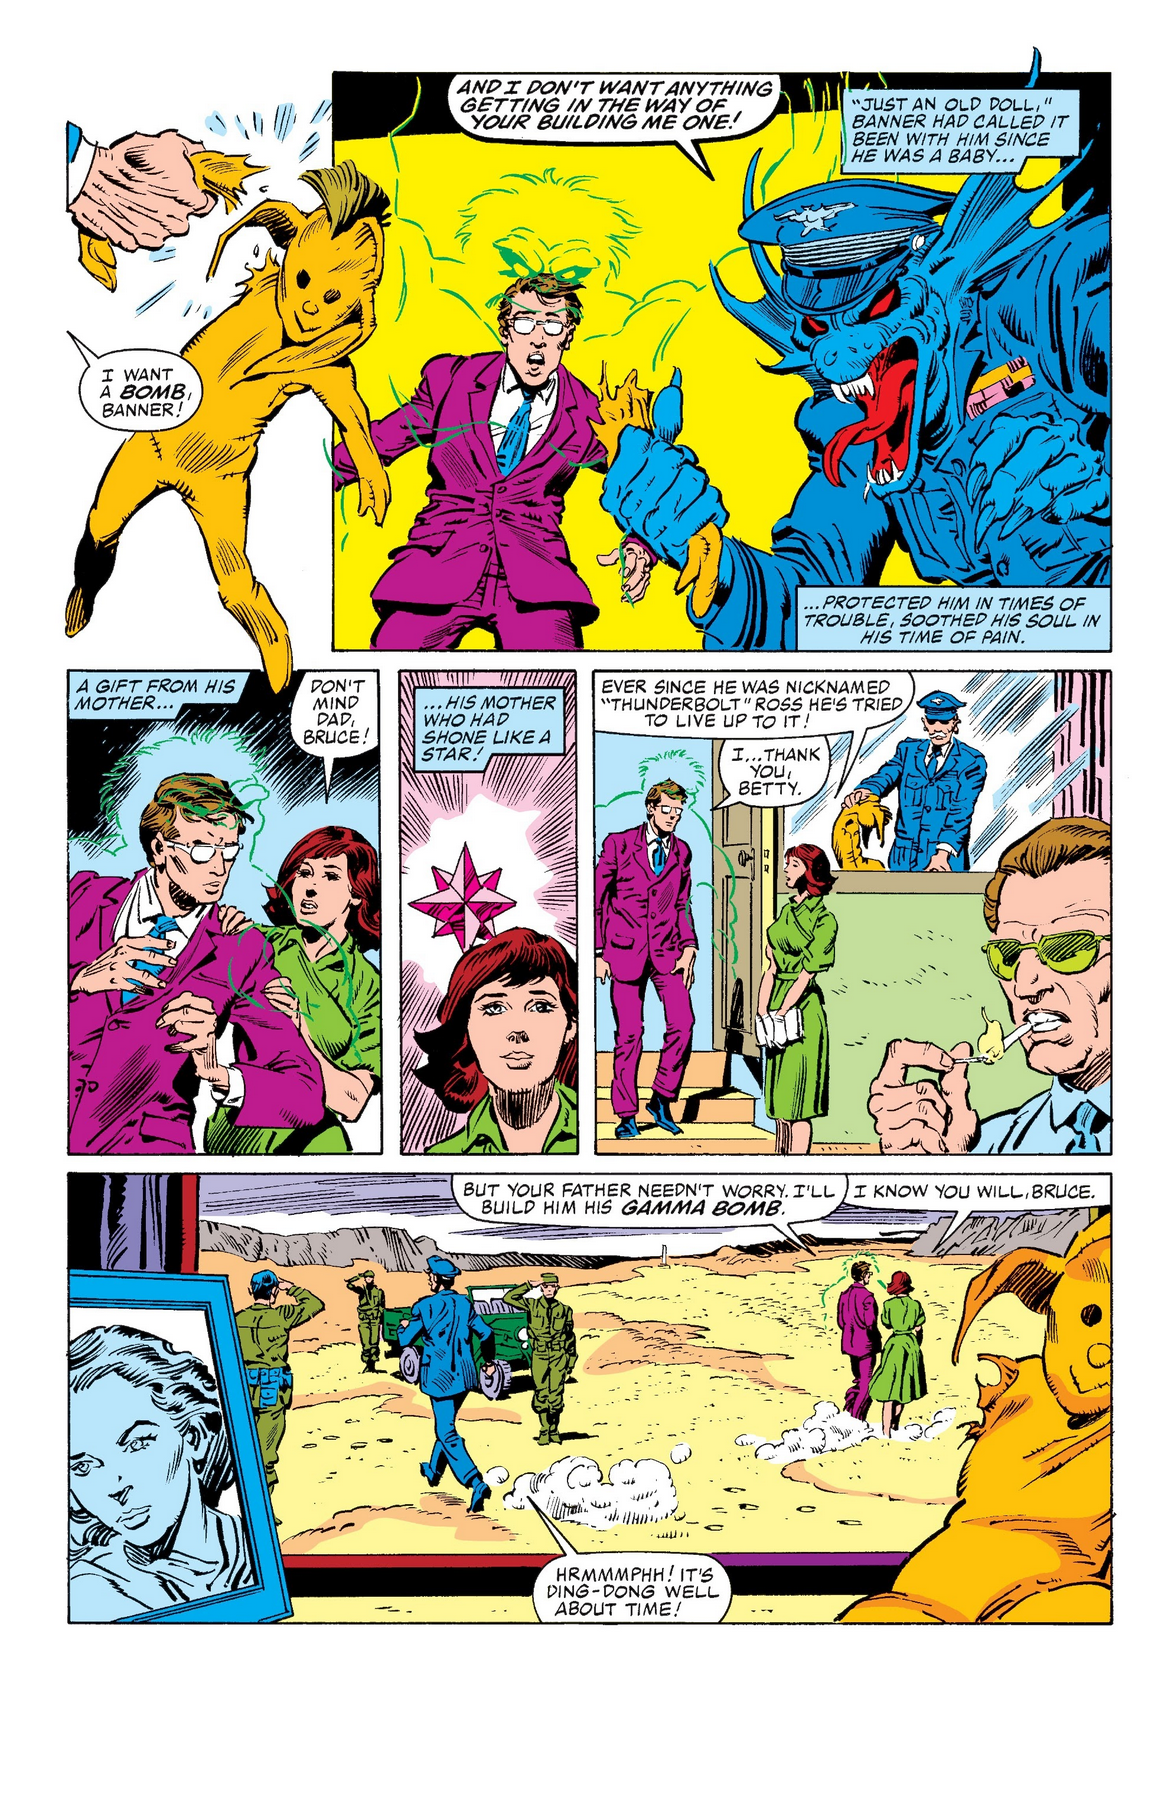 I WANT
A BOMB,
BANNER!
AND I DON'T WANT ANYTHING
GETTING IN THE WAY OF
YOUR BUILDING ME ONE!
"JUST AN OLD DOLL,"
BANNER HAD CALLED IT
BEEN WITH HIM SINCE
HE WAS A BABY...
...PROTECTED HIM IN TIMES OF
TROUBLE, SOOTHED HIS SOUL IN
HIS TIME OF PAIN.
A GIFT FROM HIS
MOTHER...
DON'T
MIND
DAD,
BRUCE!
...HIS MOTHER
WHO HAD
SHONE LIKE A
STAR!
EVER SINCE HE WAS NICKNAMED
"THUNDERBOLT" ROSS HE'S TRIED
TO LIVE UP TO IT!
I...THANK
YOU,
BETTY.
BUT YOUR FATHER NEEDN'T WORRY. I'LL
BUILD HIM HIS GAMMA BOMB.
I KNOW YOU WILL, BRUCE.
HRMMMPHH! IT'S
DING-DONG WELL
ABOUT TIME!